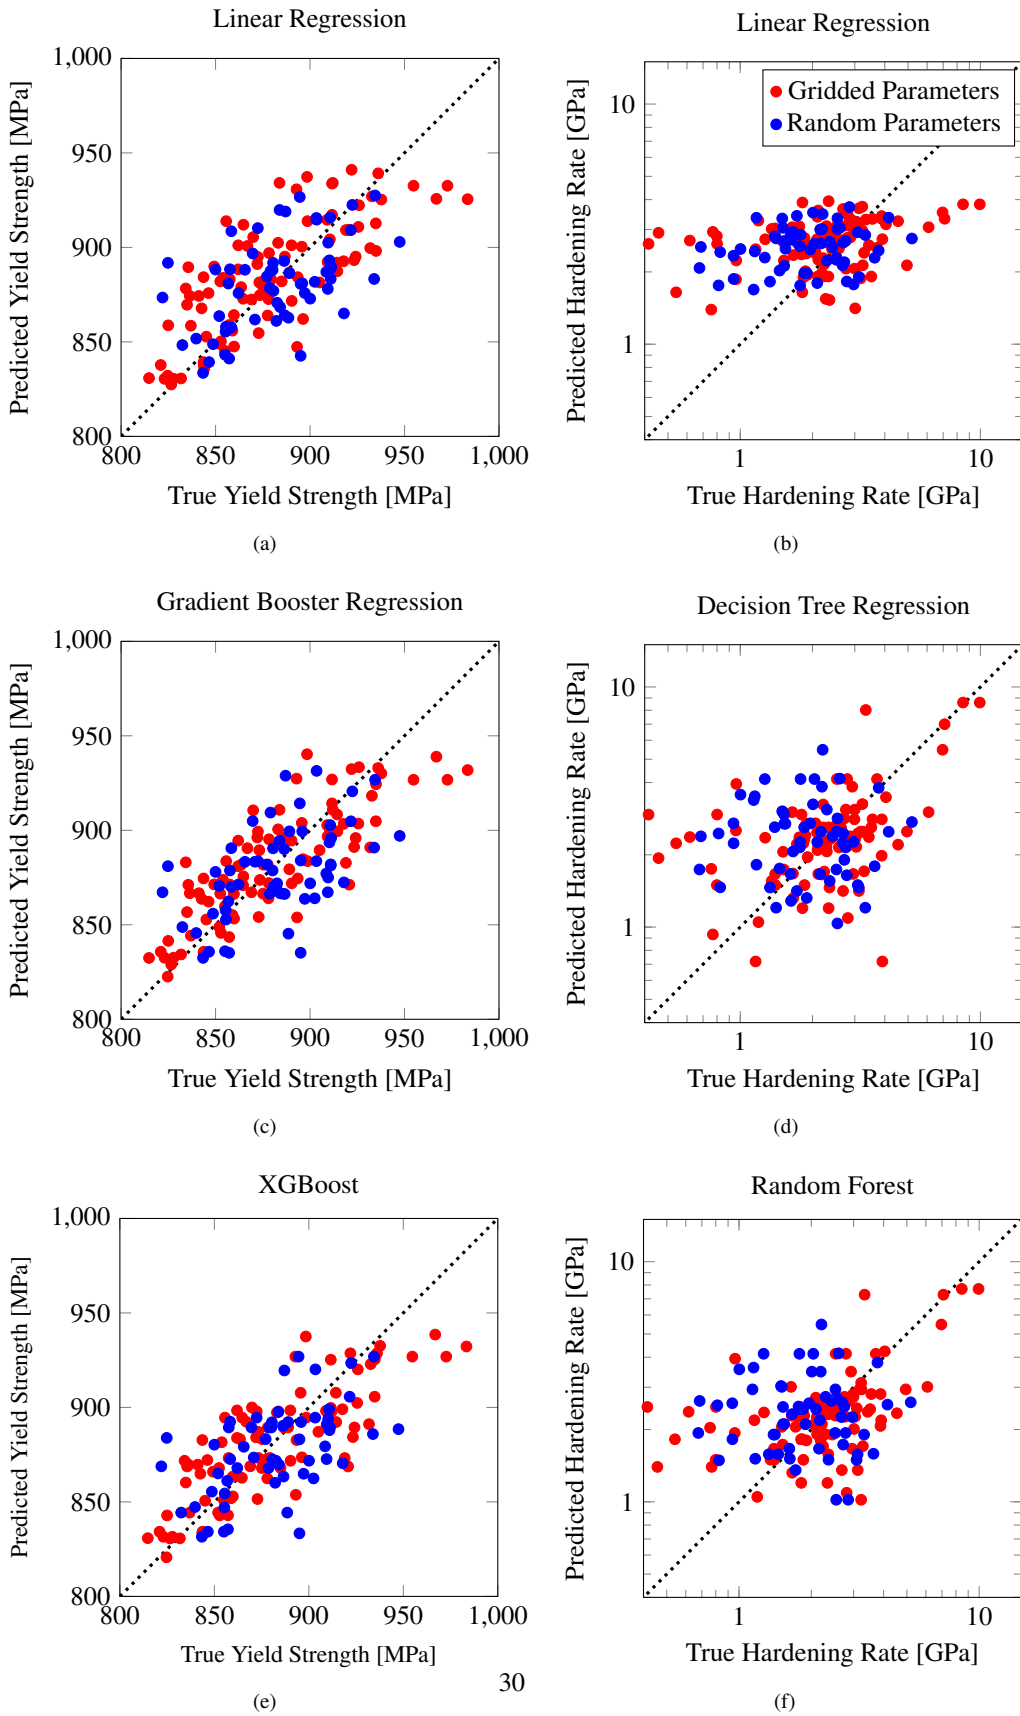 Linear Regression
1,000
950
900
850
800
800
850
900
950
1,000
Predicted Yield Strength [MPa]
True Yield Strength [MPa]
(a)
Linear Regression
Gridded Parameters
Random Parameters
10
1
1
10
Predicted Hardening Rate [GPa]
True Hardening Rate [GPa]
(b)
Gradient Booster Regression
1,000
950
900
850
800
800
850
900
950
1,000
Predicted Yield Strength [MPa]
True Yield Strength [MPa]
(c)
Decision Tree Regression
10
1
1
10
Predicted Hardening Rate [GPa]
True Hardening Rate [GPa]
(d)
XGBoost
1,000
950
900
850
800
800
850
900
950
1,000
Predicted Yield Strength [MPa]
True Yield Strength [MPa]
(e)
Random Forest
10
1
1
10
Predicted Hardening Rate [GPa]
True Hardening Rate [GPa]
(f)
30